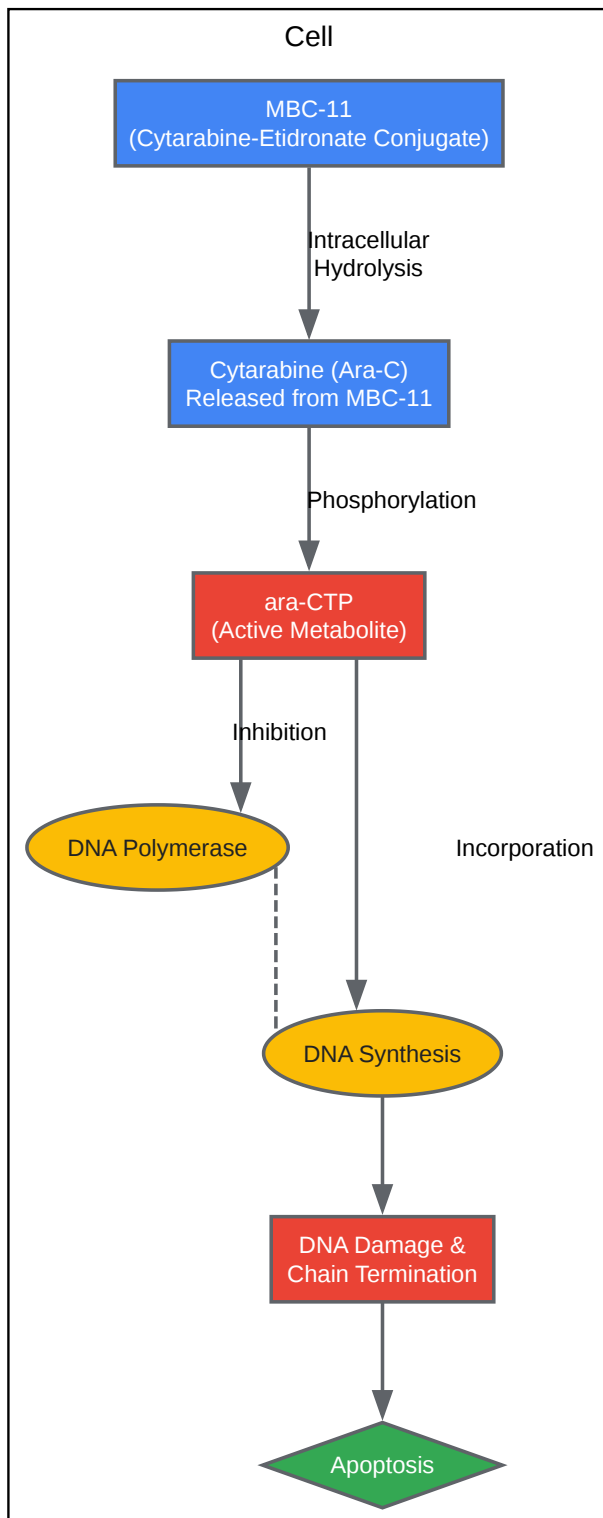 Cell
MBC-11
(Cytarabine-Etidronate Conjugate)
Intracellular
Hydrolysis
Cytarabine (Ara-C)
Released from MBC-11
Phosphorylation
ara-CTP
(Active Metabolite)
Inhibition
DNA Polymerase
Incorporation
DNA Synthesis
DNA Damage &
Chain Termination
Apoptosis